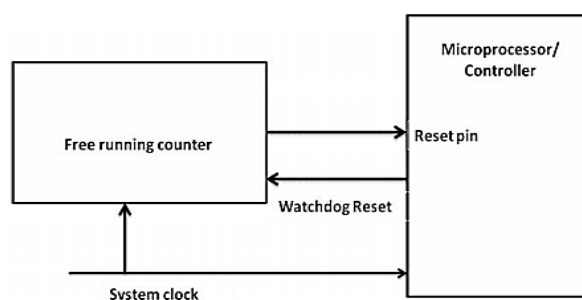 Microprocessor/
Controller
Free running counter
Reset pin
Watchdog Reset
System clock